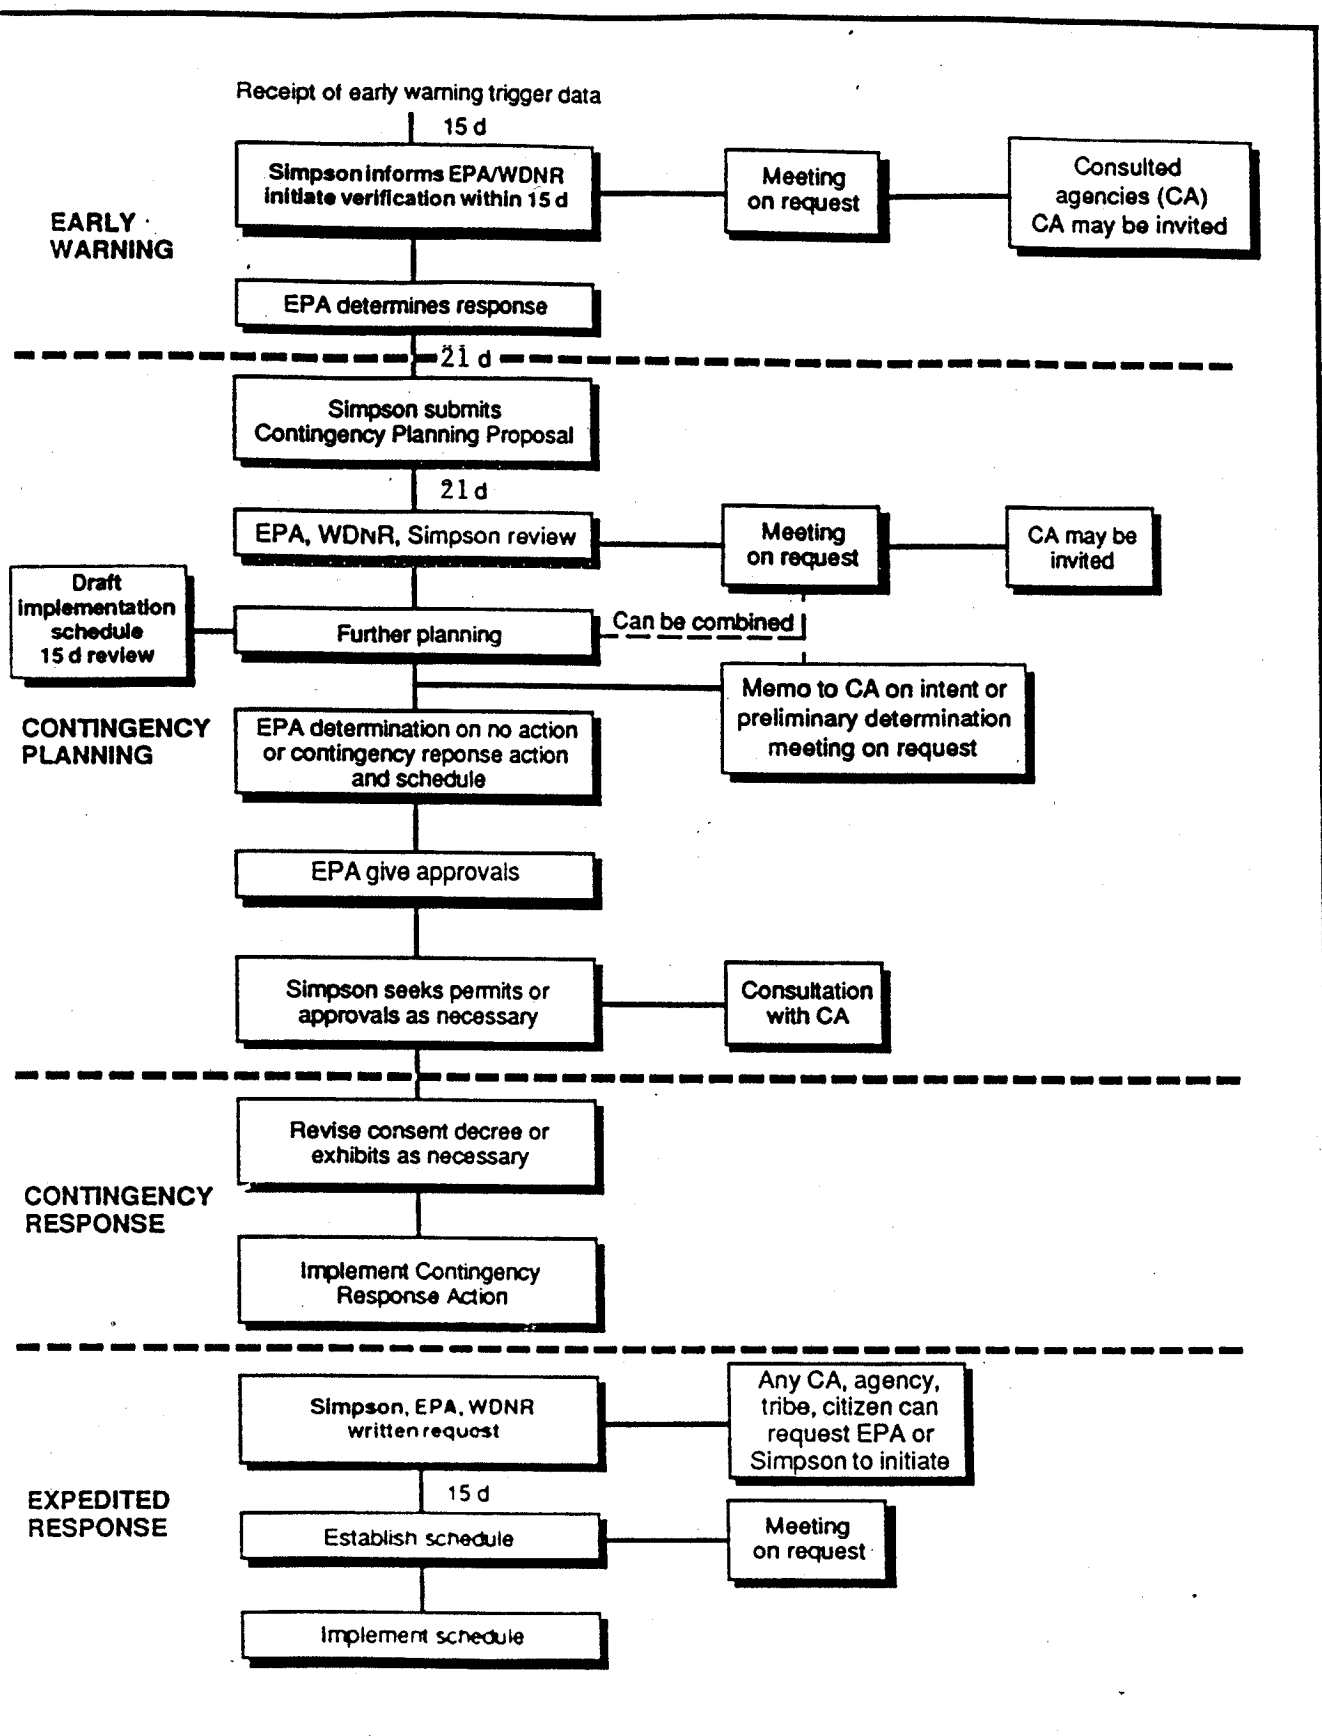 Receipt of early warning trigger data
15 d
Simpson informs EPA/WDNR
initiate verification within 15 d
Meeting
on request
Consulted
agencies (CA)
CA may be invited
EARLY
WARNING
EPA determines response
21 d
Simpson submits
Contingency Planning Proposal
21 d
EPA, WDNR, Simpson review
Meeting
on request
CA may be
invited
Draft
implementation
schedule
15 d review
Further planning
Can be combined
Memo to CA on intent or
preliminary determination
meeting on request
CONTINGENCY
PLANNING
EPA determination on no action
or contingency reponse action
and schedule
EPA give approvals
Simpson seeks permits or
approvals as necessary
Consultation
with CA
Revise consent decree or
exhibits as necessary
CONTINGENCY
RESPONSE
Implement Contingency
Response Action
Simpson, EPA, WDNR
written request
Any CA, agency,
tribe, citizen can
request EPA or
Simpson to initiate
15 d
EXPEDITED
RESPONSE
Establish schedule
Meeting
on request
Implement schedule